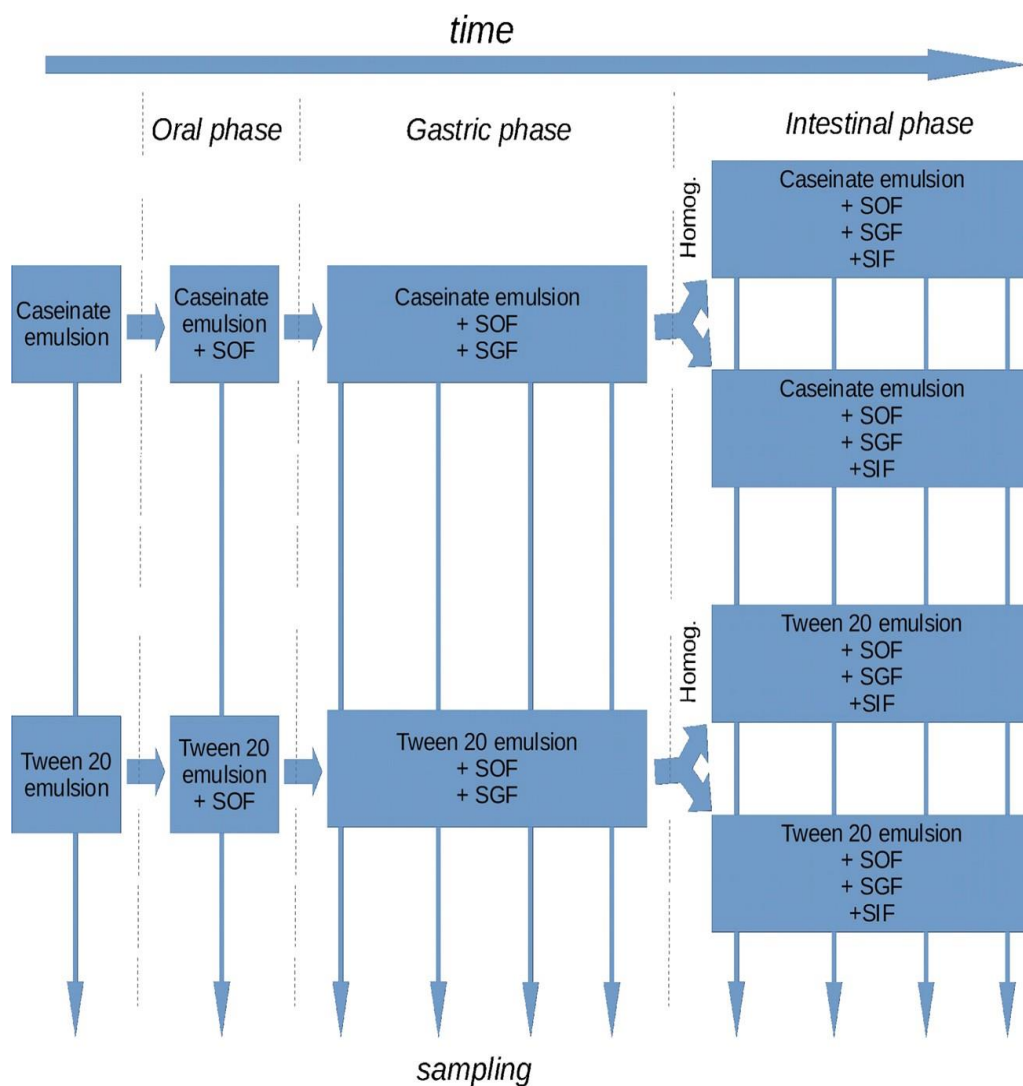 time
Oral phase
Gastric phase
Intestinal phase
Caseinate
emulsion
Caseinate
emulsion
+ SOF
Caseinate emulsion
+ SOF
+ SGF
Homog.
Caseinate emulsion
+ SOF
+ SGF
+SIF
Caseinate emulsion
+ SOF
+ SGF
+SIF
Tween 20
emulsion
Tween 20
emulsion
+ SOF
Tween 20 emulsion
+ SOF
+ SGF
Homog.
Tween 20 emulsion
+ SOF
+ SGF
+SIF
Tween 20 emulsion
+ SOF
+ SGF
+SIF
sampling